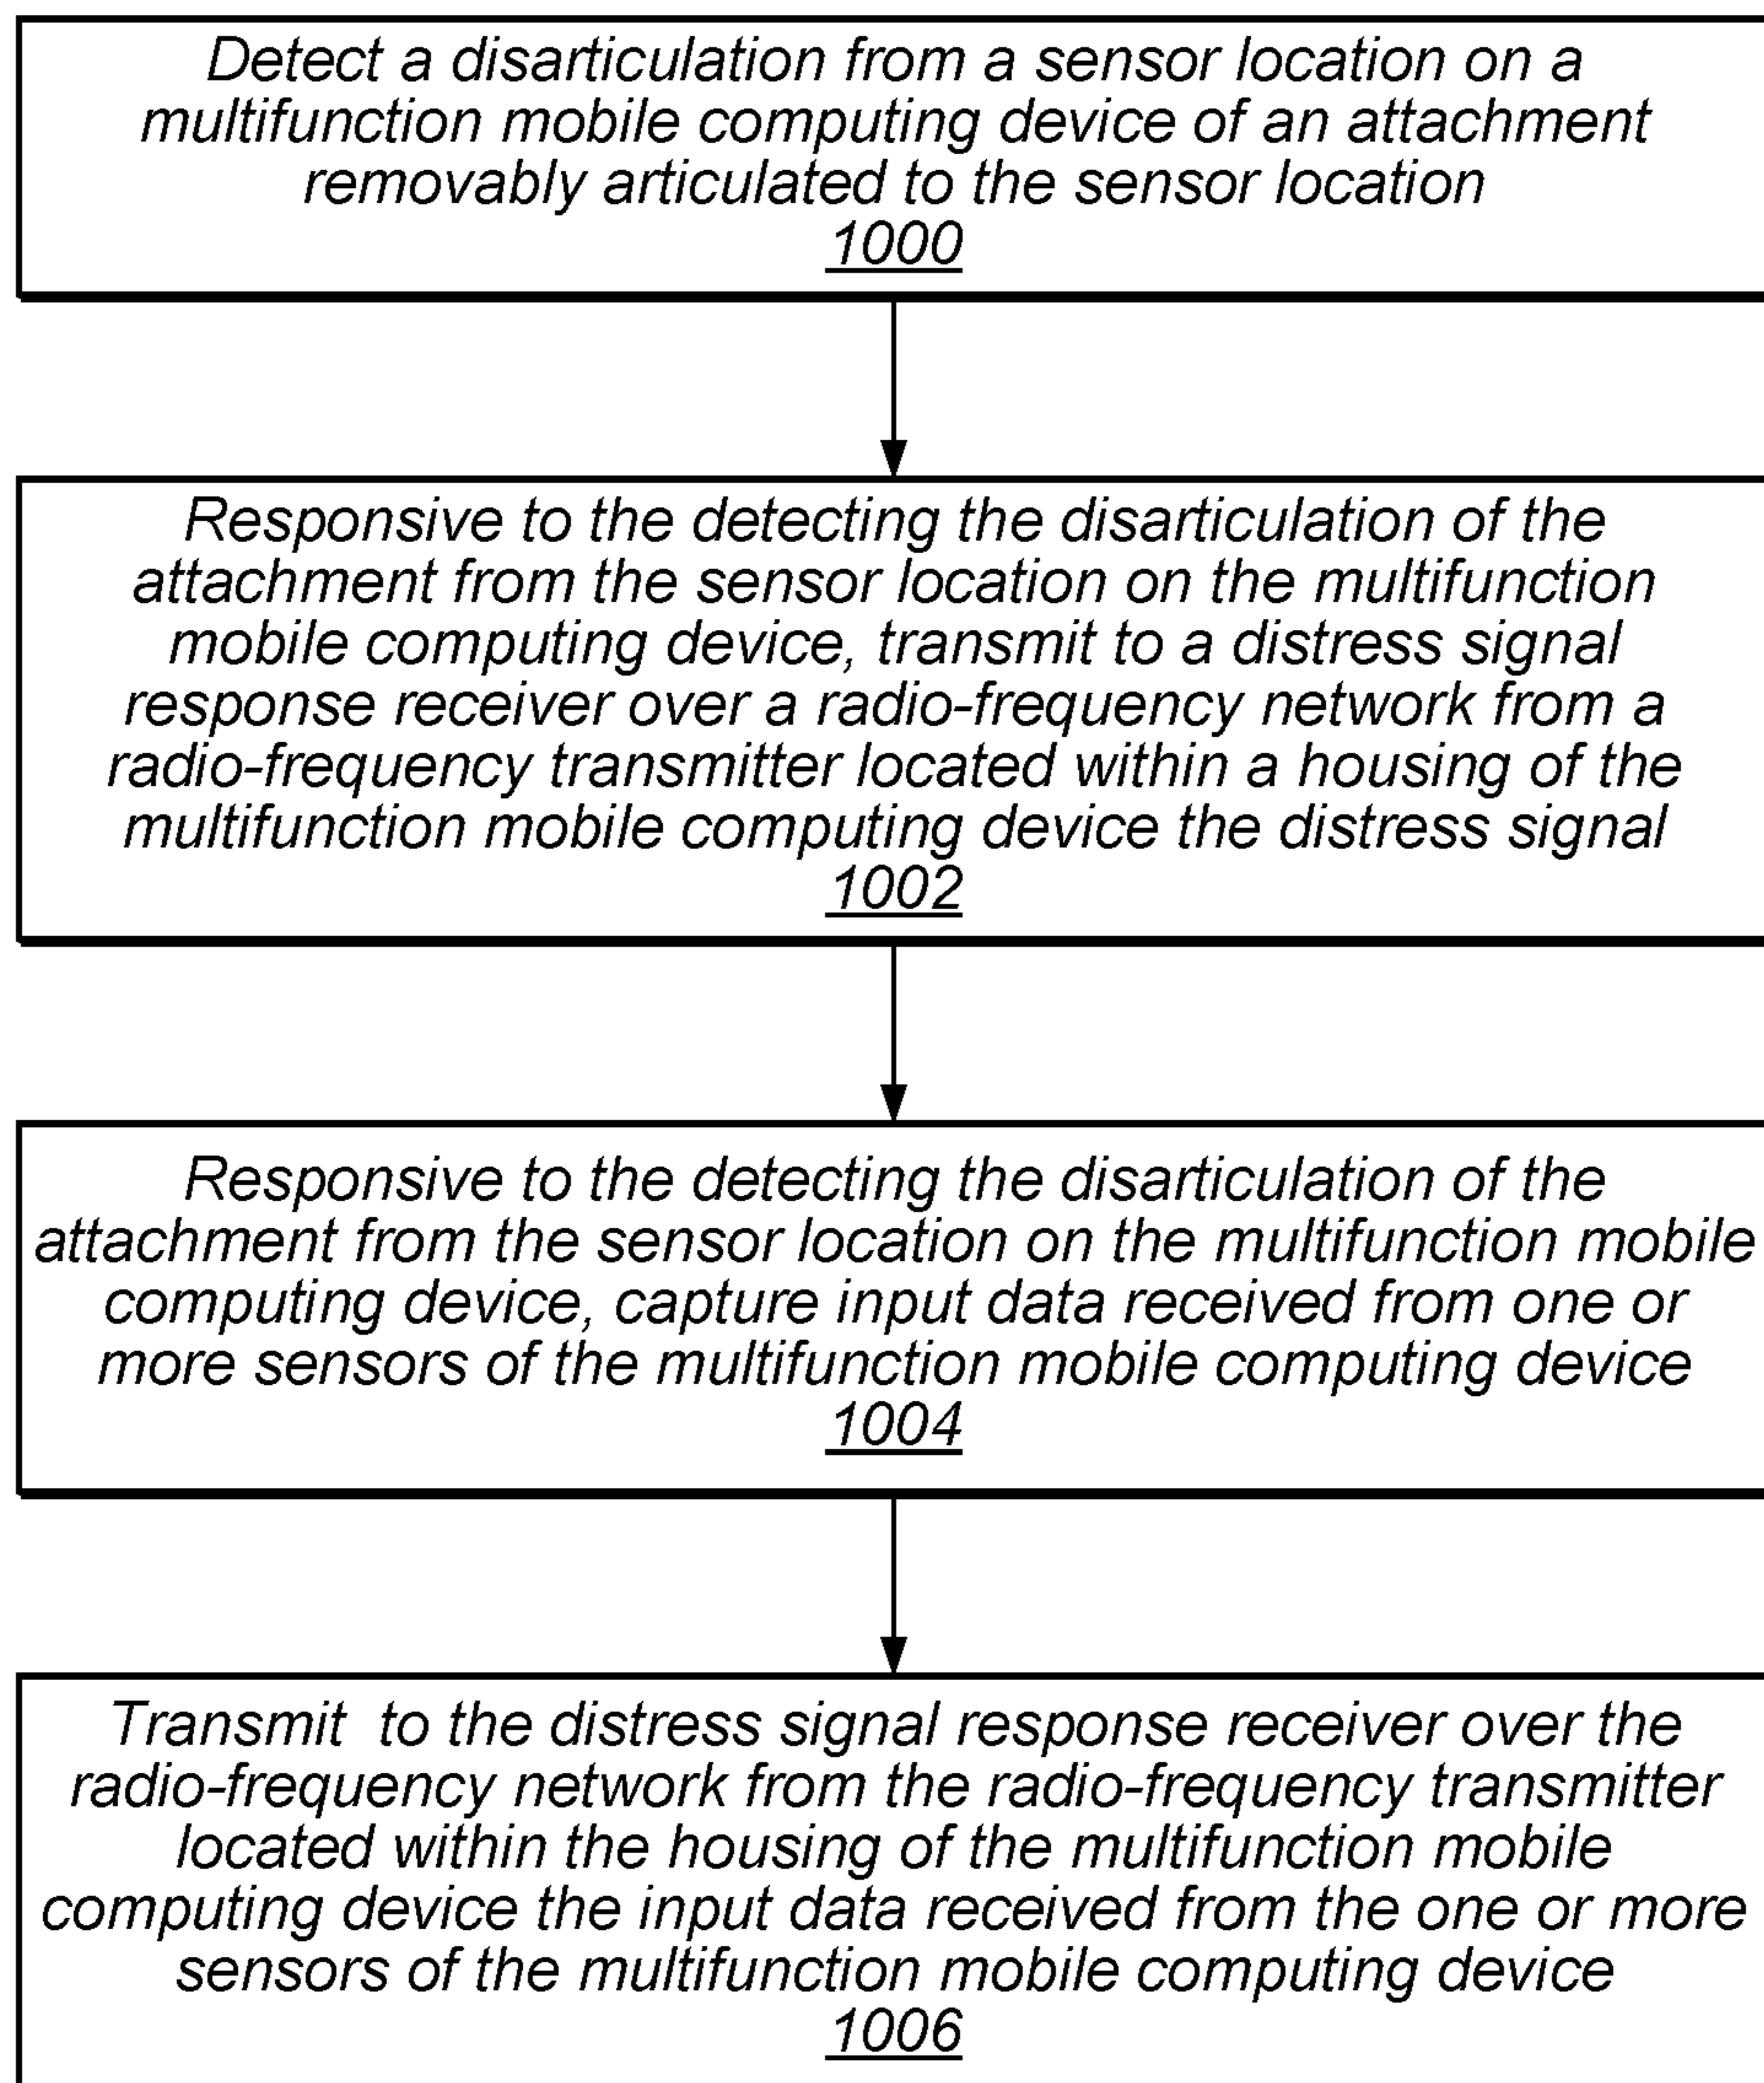 Detect a disarticulation from a sensor location on a
multifunction mobile computing device of an attachment
removably articulated to the sensor location
1000
Responsive to the detecting the disarticulation of the
attachment from the sensor location on the multifunction
mobile computing device, transmit to a distress signal
response receiver over a radio-frequency network from a
radio-frequency transmitter located within a housing of the
multifunction mobile computing device the distress signal
1002
Responsive to the detecting the disarticulation of the
attachment from the sensor location on the multifunction mobile
computing device, capture input data received from one or
more sensors of the multifunction mobile computing device
1004
Transmit to the distress signal response receiver over the
radio-frequency network from the radio-frequency transmitter
located within the housing of the multifunction mobile
computing device the input data received from the one or more
sensors of the multifunction mobile computing device
1006